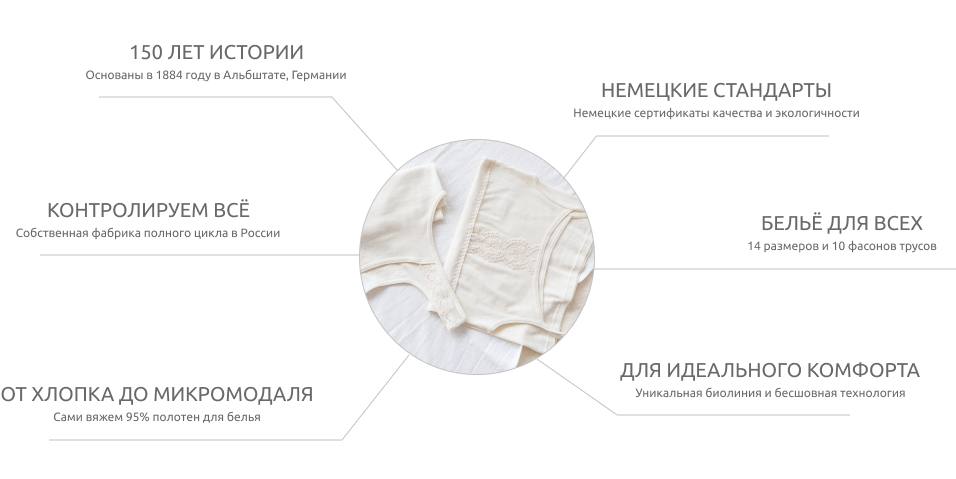 150 ЛЕТ ИСТОРИИ
Основаны в 1884 году в Альбштате, Германии
НЕМЕЦКИЕ СТАНДАРТЫ
Немецкие сертификаты качества и экологичности
КОНТРОЛИРУЕМ ВСЁ
Собственная фабрика полного цикла в России
БЕЛЬЁ ДЛЯ ВСЕХ
14 размеров и 10 фасонов трусов
ОТ ХЛОПКА ДО МИКРОМОДАЛЯ
Сами вяжем 95% полотен для белья
ДЛЯ ИДЕАЛЬНОГО КОМФОРТА
Уникальная биолиния и бесшовная технология